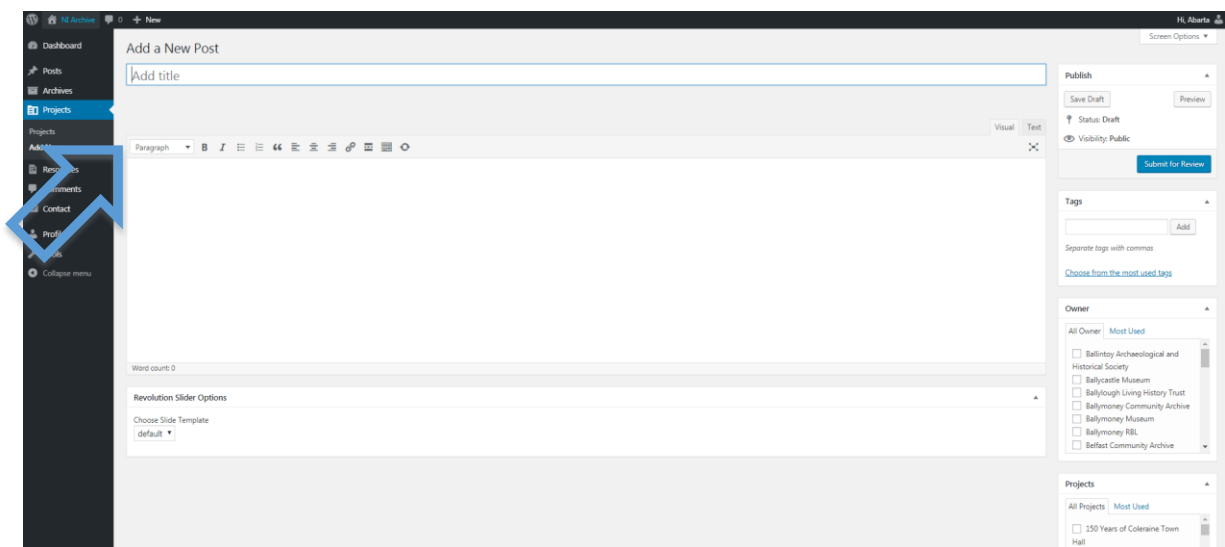 NI Archive 0 + New
Hi, Abarta
Screen Options ▼
Dashboard
Posts
Archives
Projects
Projects
Contact
Collapse menu
Add a New Post
Add title
Visual Text
Paragraph
Word count: 0
Revolution Slider Options
Choose Slide Template
default
Publish
Save Draft Preview
Status: Draft
Visibility: Public
Submit for Review
Tags
Add
Separate tags with commas
Choose from the most used tags
Owner
All Owner Most Used
Ballintoy Archaeological and
Historical Society
Ballycastle Museum
Ballylough Living History Trust
Ballymoney Community Archive
Ballymoney Museum
Ballymoney RBL
Belfast Community Archive
Projects
All Projects Most Used
150 Years of Coleraine Town
Hall